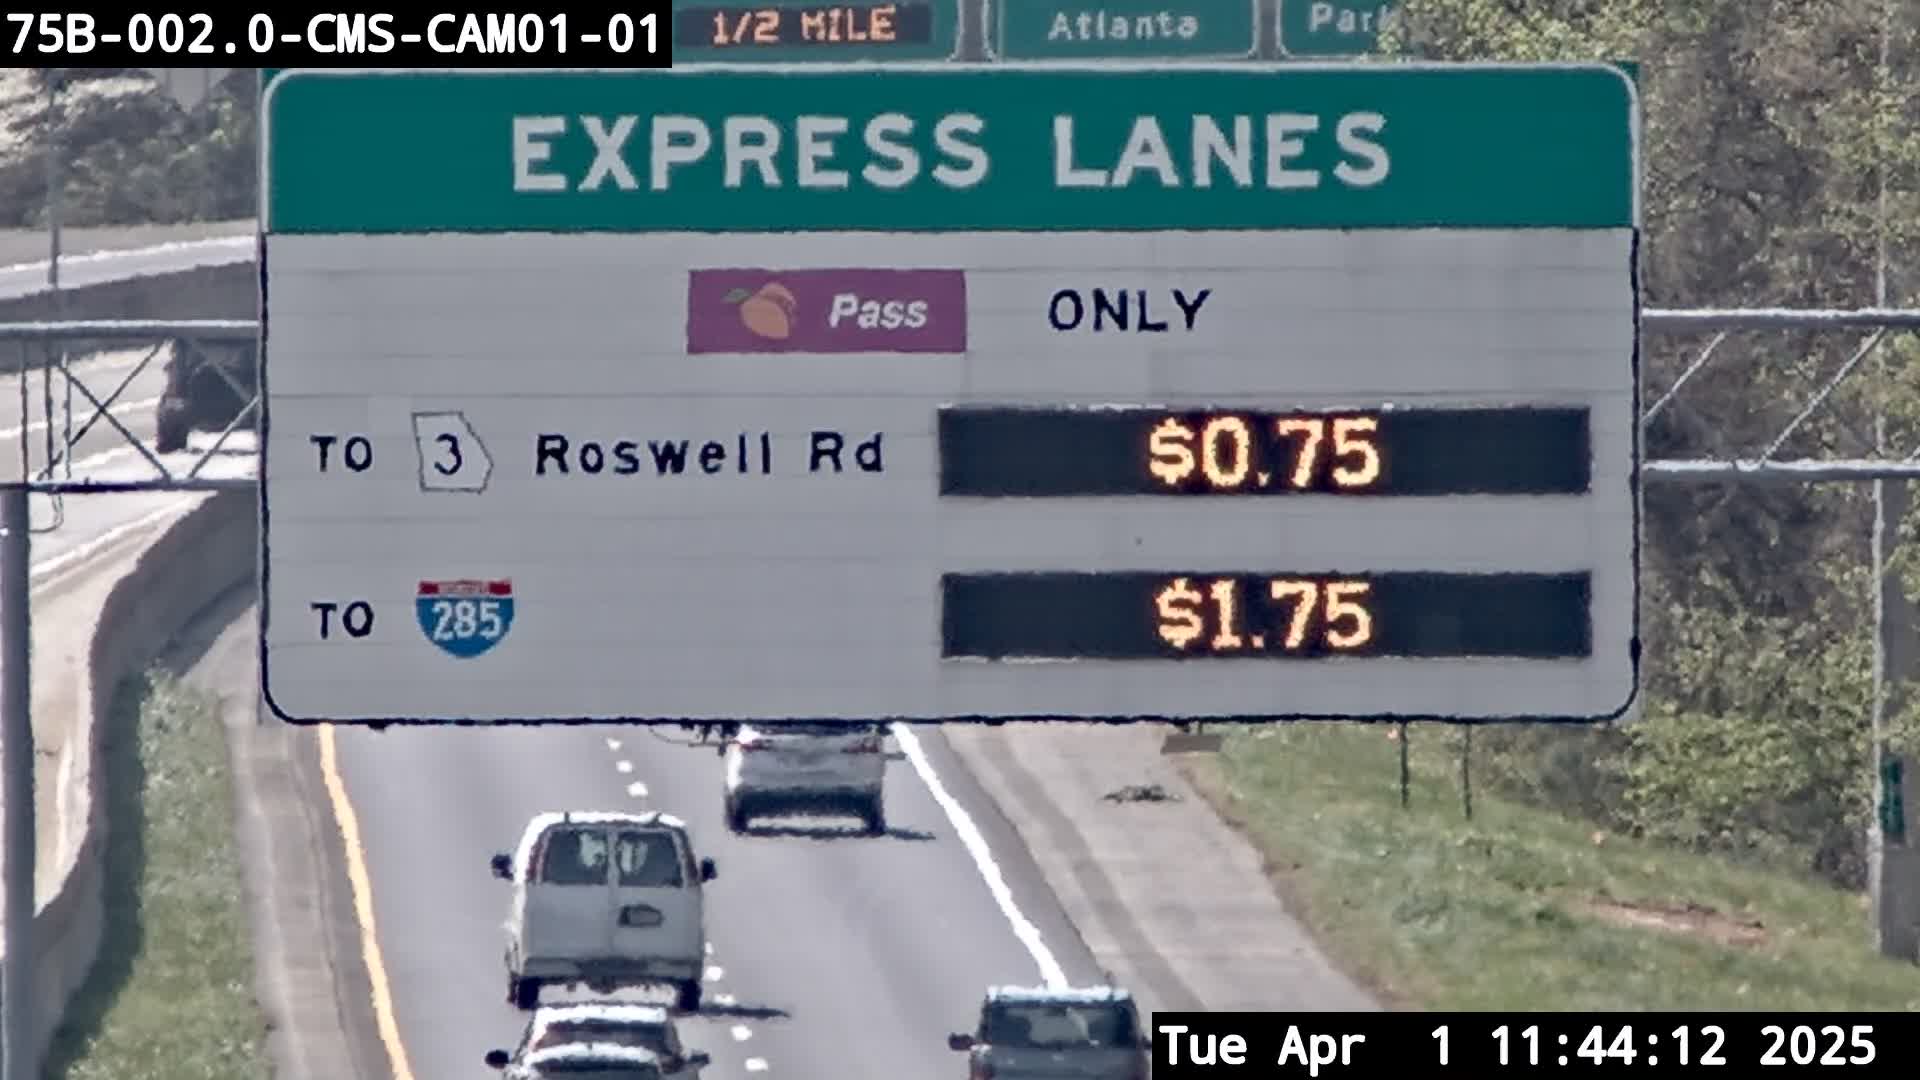 75B-002.0-CMS-CAM01-01
1/2 MILE
Atlanta
EXPRESS LANES
Pass ONLY
TO 3 Roswell Rd $0.75
TO 285 $1.75
Tue Apr 1 11:44:12 2025